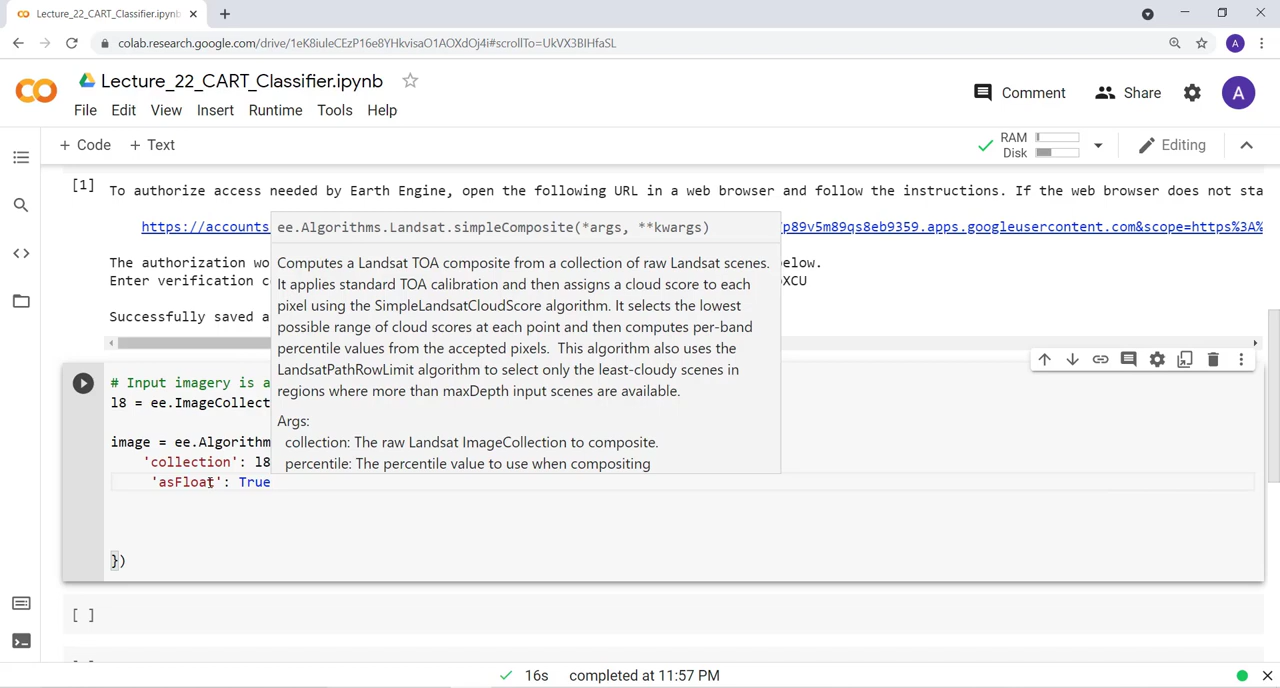 Lecture_22_CART_Classifier.ipynb
colab.research.google.com/drive/1eK8iuleCEzP16e8YHkvisaO1AOXdOj4i#scrollTo=UkVX3BIHfaSL
A
Lecture_22_CART_Classifier.ipynb
File Edit View Insert Runtime Tools Help
Comment
Share
A
+ Code + Text
RAM
Disk
Editing
[1] To authorize access needed by Earth Engine, open the following URL in a web browser and follow the instructions. If the web browser does not sta
https://accounts
p89v5m89qs8eb9359.apps.googleusercontent.com&scope=https%3A%
The authorization wo
below.
Enter verification c
XCU
Successfully saved a
ee.Algorithms.Landsat.simpleComposite(*args, **kwargs)
Computes a Landsat TOA composite from a collection of raw Landsat scenes.
It applies standard TOA calibration and then assigns a cloud score to each
pixel using the SimpleLandsatCloudScore algorithm. It selects the lowest
possible range of cloud scores at each point and then computes per-band
percentile values from the accepted pixels. This algorithm also uses the
LandsatPathRowLimit algorithm to select only the least-cloudy scenes in
regions where more than maxDepth input scenes are available.
Args:
collection: The raw Landsat ImageCollection to composite.
percentile: The percentile value to use when compositing
# Input imagery is a
l8 = ee.ImageCollect
image = ee.Algorithm
'collection': l8
'asFloat': True
})
[ ]
16s completed at 11:57 PM